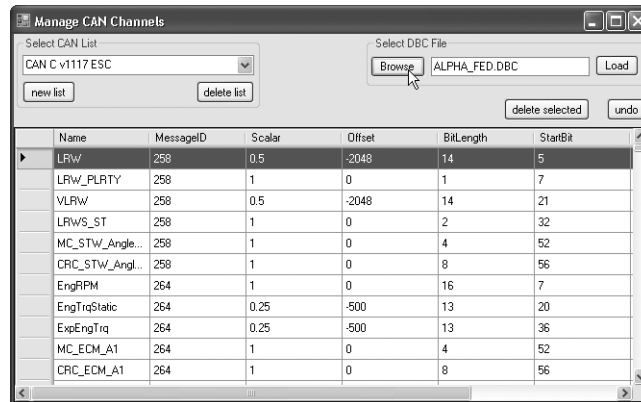 Manage CAN Channels
Select CAN List
Select DBC File
CAN C v1117 ESC
Browse
ALPHA_FED.DBC
Load
new list
delete list
delete selected
undo
Name MessageID Scalar Offset BitLength StartBit
LRW 258 0.5 -2048 14 5
LRW_PLRTY 258 1 0 1 7
VLRW 258 0.5 -2048 14 21
LRWS_ST 258 1 0 2 32
MC_STW_Angle... 258 1 0 4 52
CRC_STW_Angl... 258 1 0 8 56
EngRPM 264 1 0 16 7
EngTrqStatic 264 0.25 -500 13 20
ExpEngTrq 264 0.25 -500 13 36
MC_ECM_A1 264 1 0 4 52
CRC_ECM_A1 264 1 0 8 56